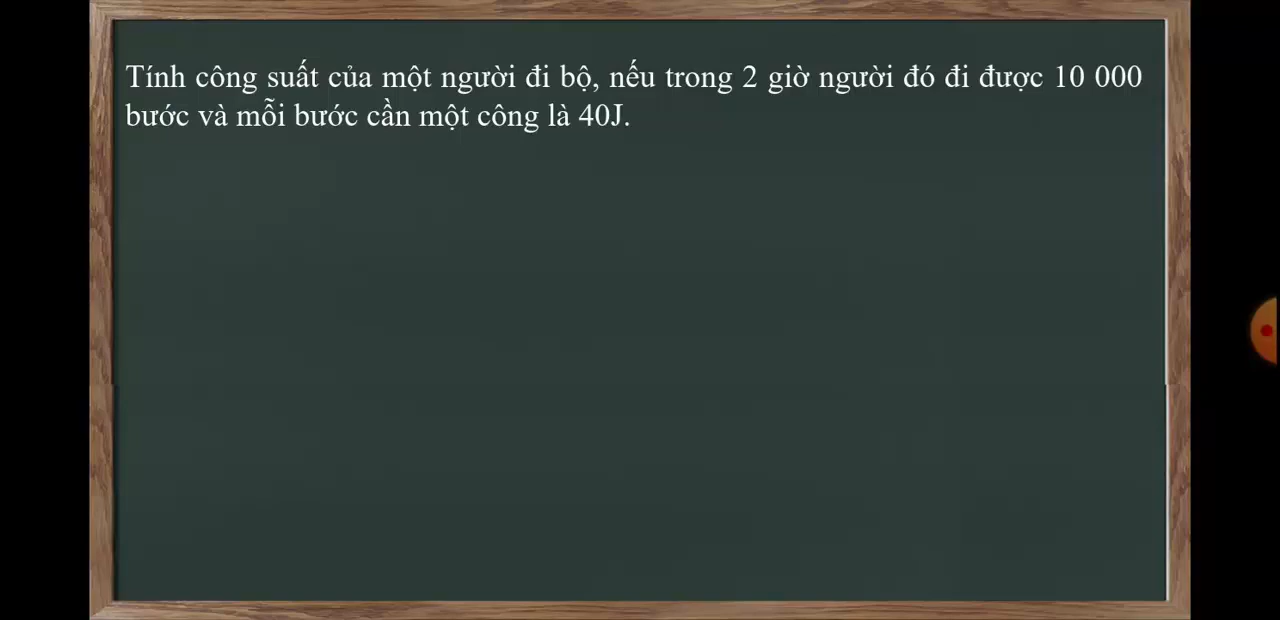 Tính công suất của một người đi bộ, nếu trong 2 giờ người đó đi được 10 000
bước và mỗi bước cần một công là 40J.